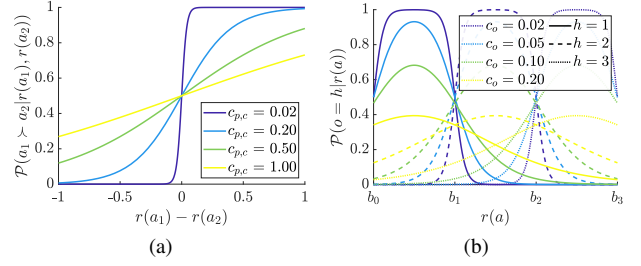 P(a₁ ≻ a₂|r(a₁), r(a₂))
1
0.8
0.6
0.4
0.2
0
-1 -0.5 0 0.5 1
r(a₁) − r(a₂)
c_{p,c} = 0.02
c_{p,c} = 0.20
c_{p,c} = 0.50
c_{p,c} = 1.00
(a)
P(o = h|r(a))
1
0.8
0.6
0.4
0.2
0
b₀ b₁ b₂ b₃
r(a)
c_o = 0.02 h = 1
c_o = 0.05 h = 2
c_o = 0.10 h = 3
c_o = 0.20
(b)